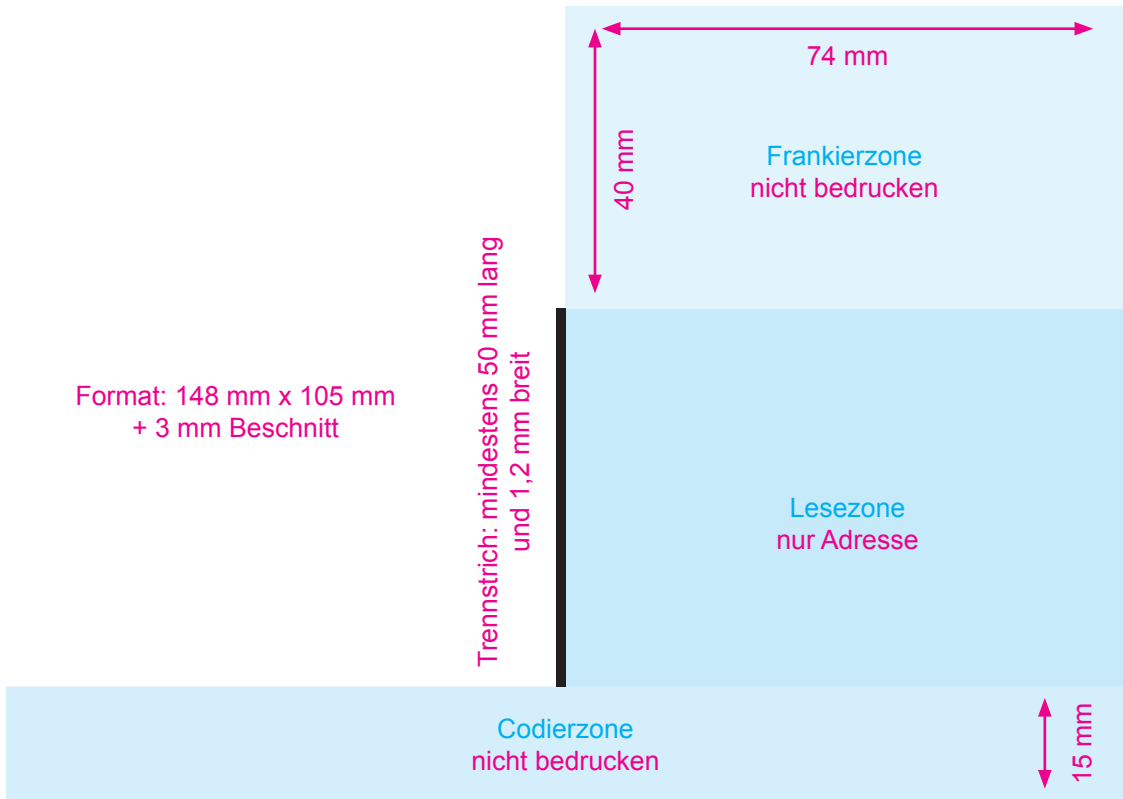 74 mm
40 mm
Frankierzone
nicht bedrucken
Trennstrich: mindestens 50 mm lang
und 1,2 mm breit
Format: 148 mm x 105 mm
+ 3 mm Beschnitt
Lesezone
nur Adresse
Codierzone
nicht bedrucken
15 mm